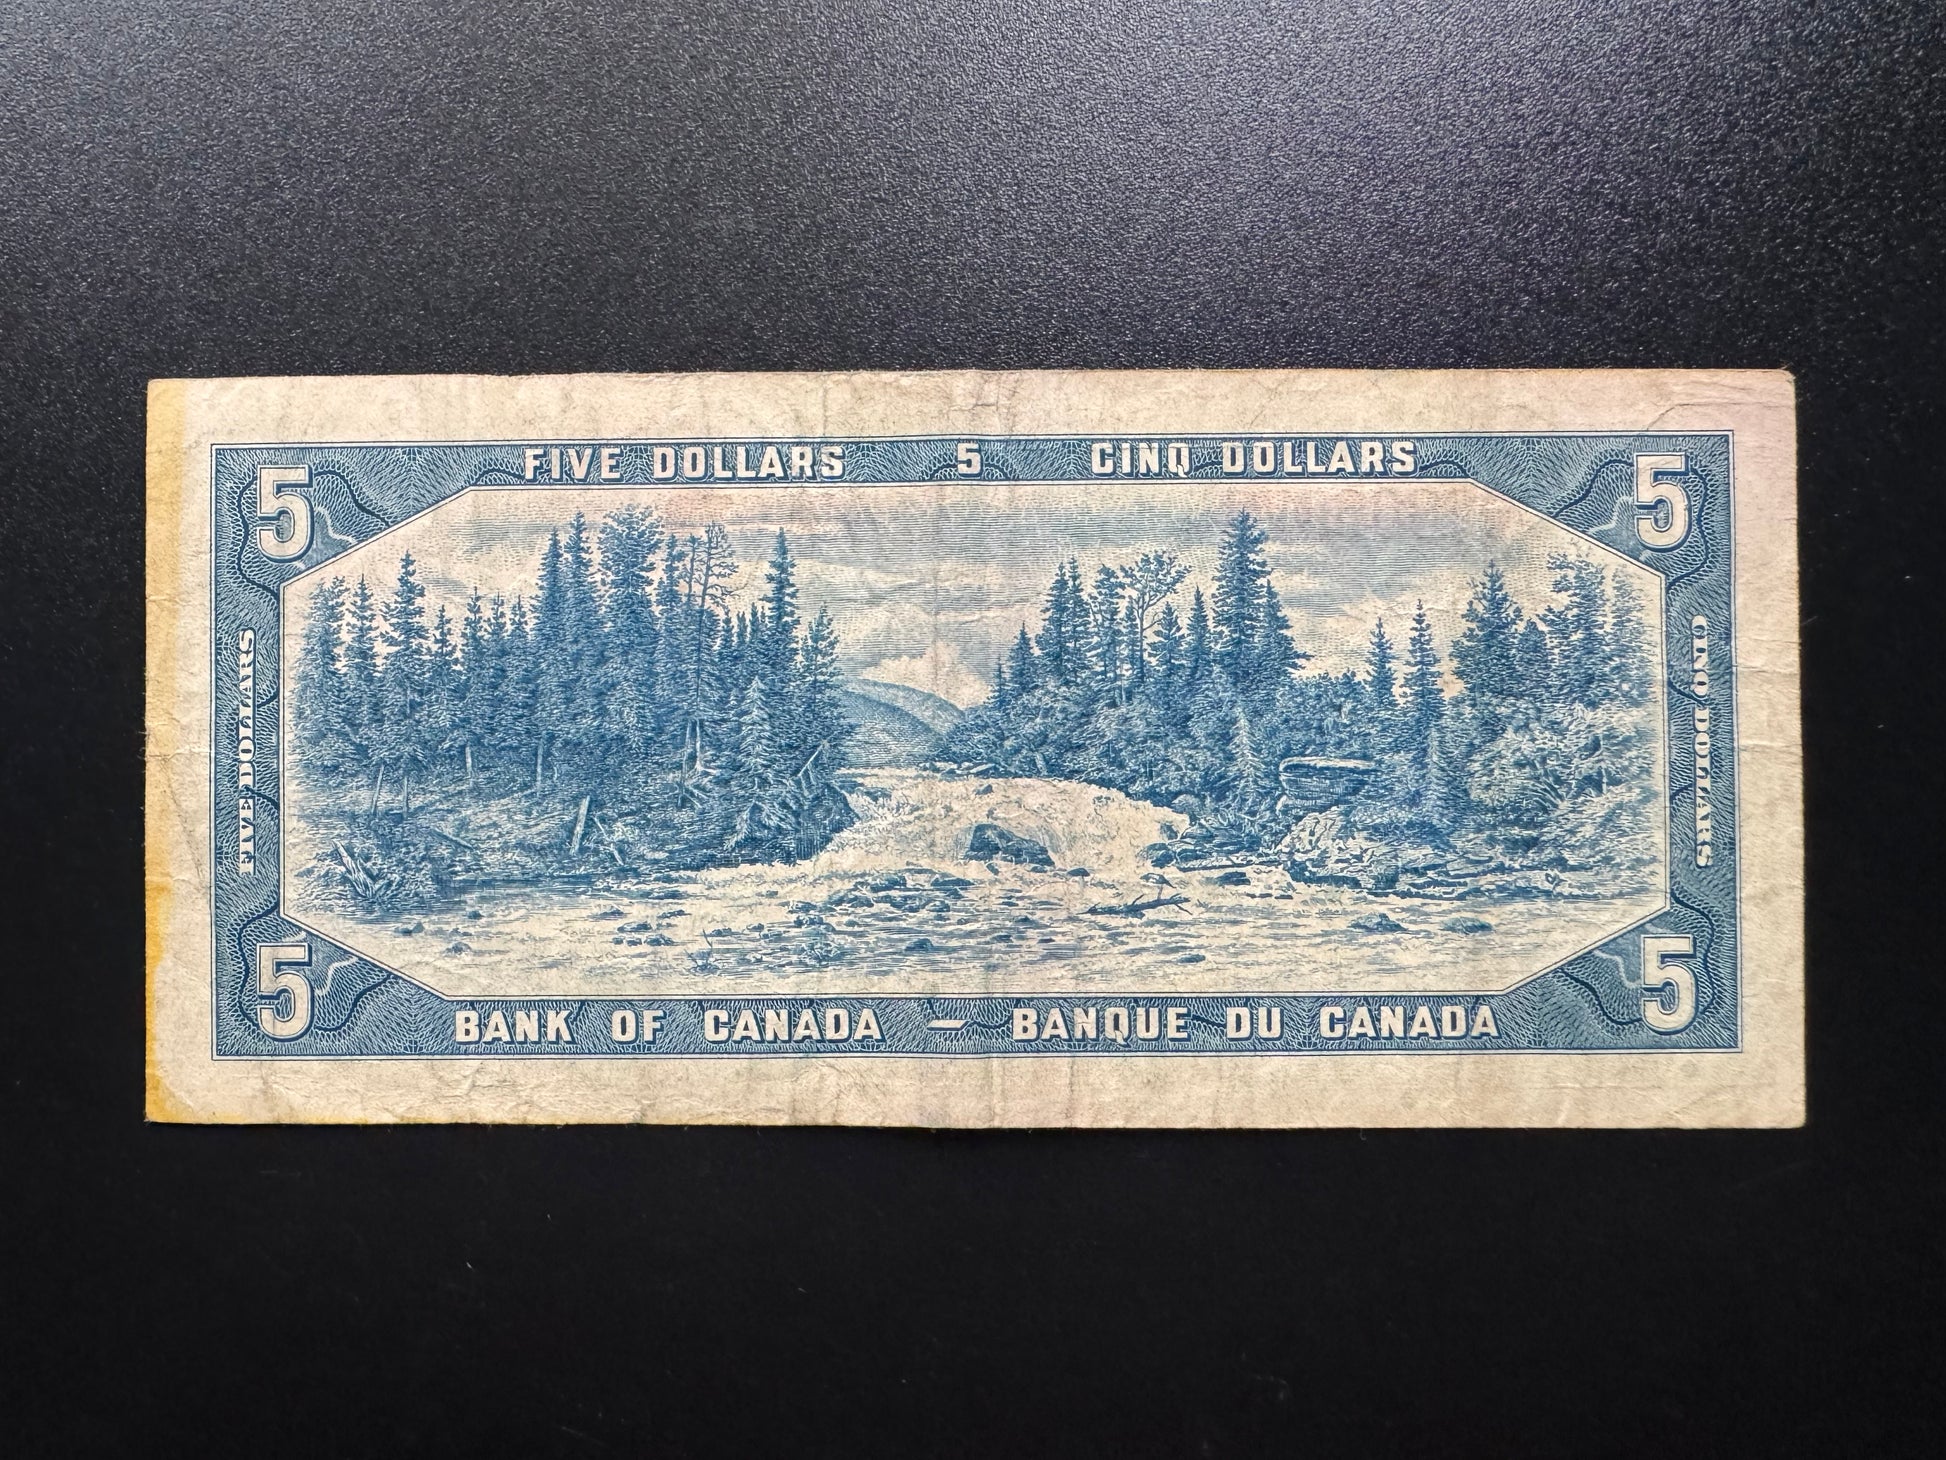 FIVE DOLLARS 5 CINQ DOLLARS
5 5
FIVE DOLLARS
CINQ DOLLARS
5 5
BANK OF CANADA — BANQUE DU CANADA